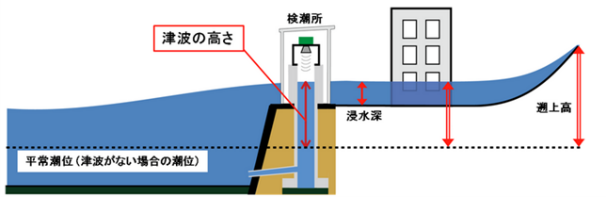 検潮所
津波の高さ
浸水深
遡上高
平常潮位（津波がない場合の潮位）